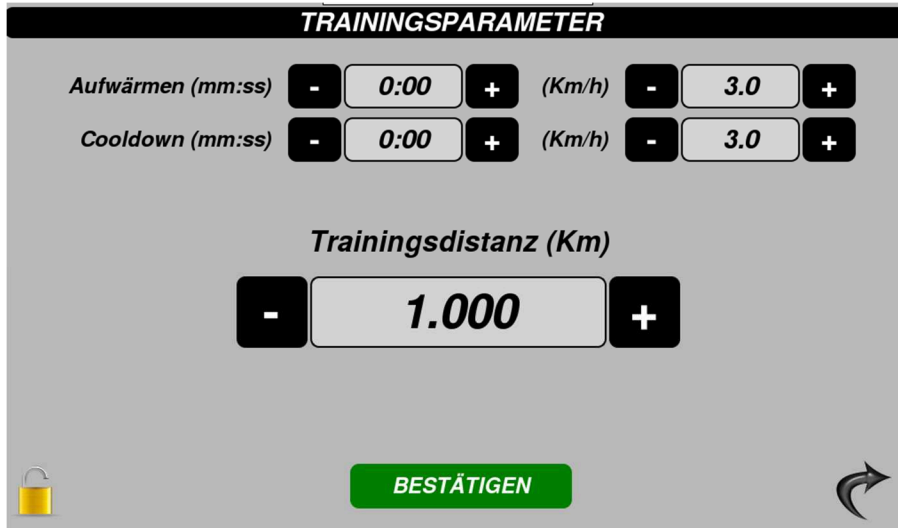 TRAININGSPARAMETER
Aufwärmen (mm:ss) - 0:00 + (Km/h) - 3.0 +
Cooldown (mm:ss) - 0:00 + (Km/h) - 3.0 +
Trainingsdistanz (Km)
- 1.000 +
BESTÄTIGEN